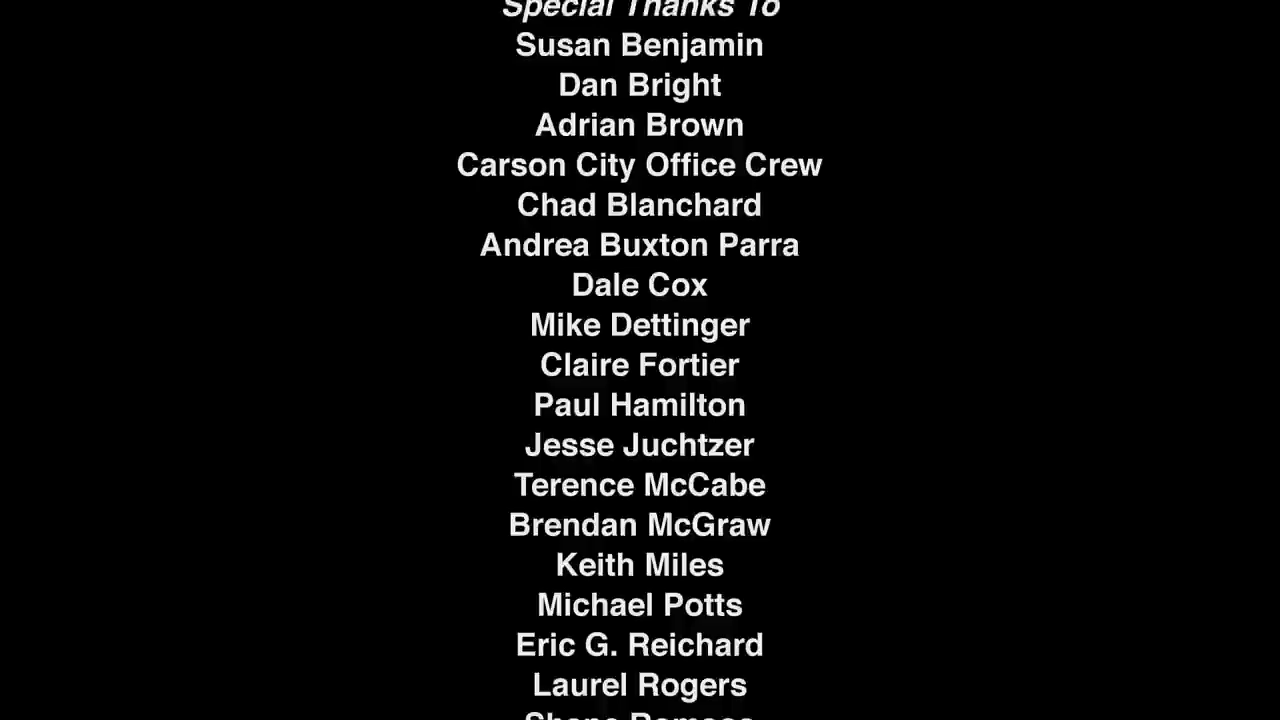 Special Thanks To
Susan Benjamin
Dan Bright
Adrian Brown
Carson City Office Crew
Chad Blanchard
Andrea Buxton Parra
Dale Cox
Mike Dettinger
Claire Fortier
Paul Hamilton
Jesse Juchtzer
Terence McCabe
Brendan McGraw
Keith Miles
Michael Potts
Eric G. Reichard
Laurel Rogers